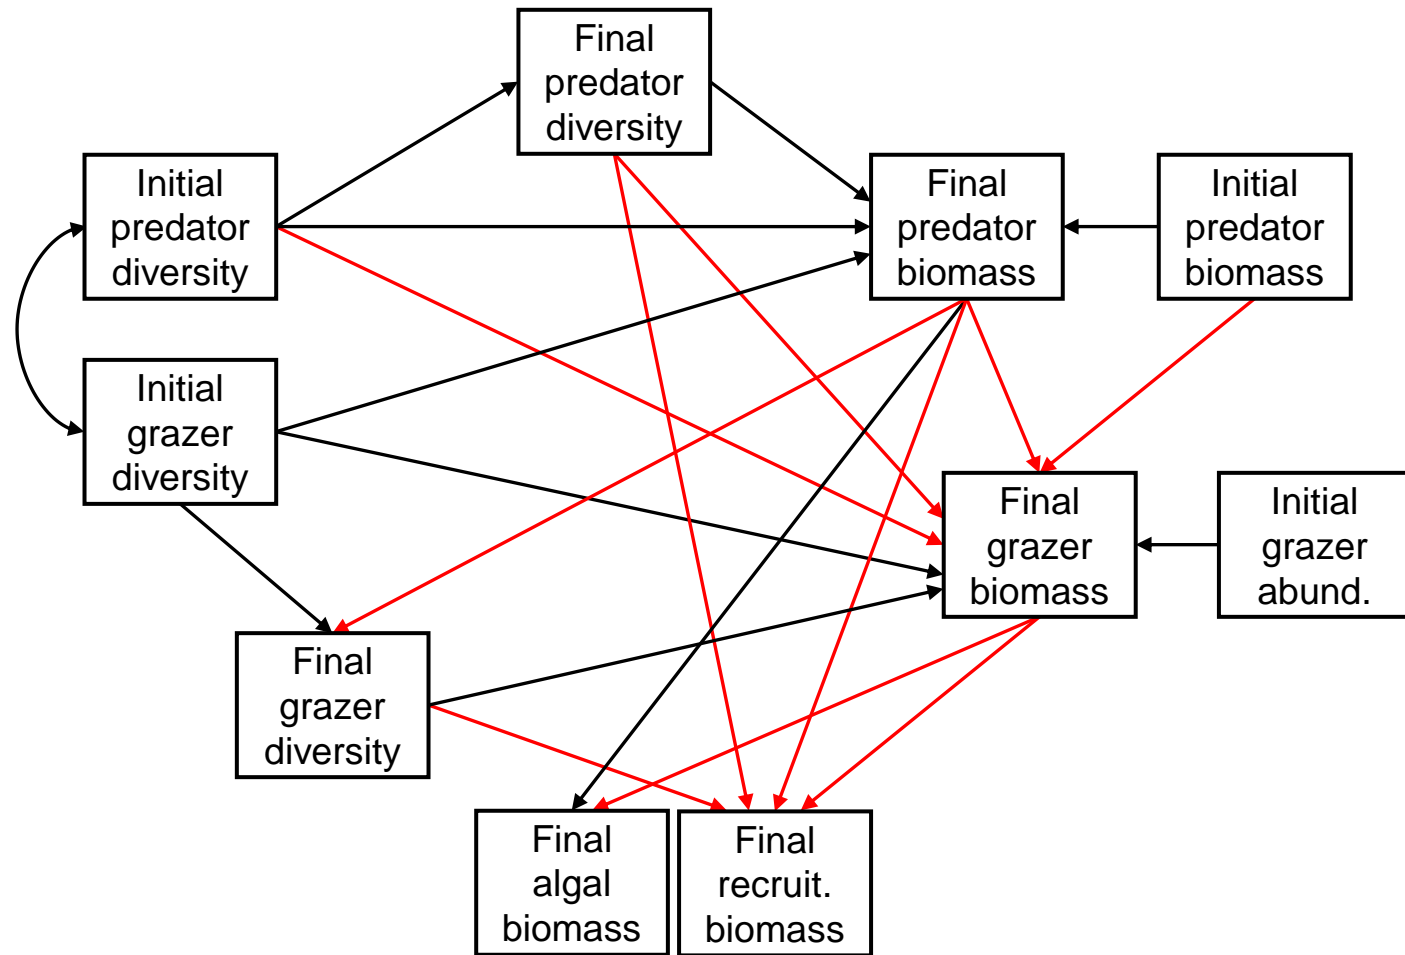 Final
predator
diversity
Initial
predator
diversity
Final
predator
biomass
Initial
predator
biomass
Initial
grazer
diversity
Final
grazer
biomass
Initial
grazer
abund.
Final
grazer
diversity
Final
algal
biomass
Final
recruit.
biomass